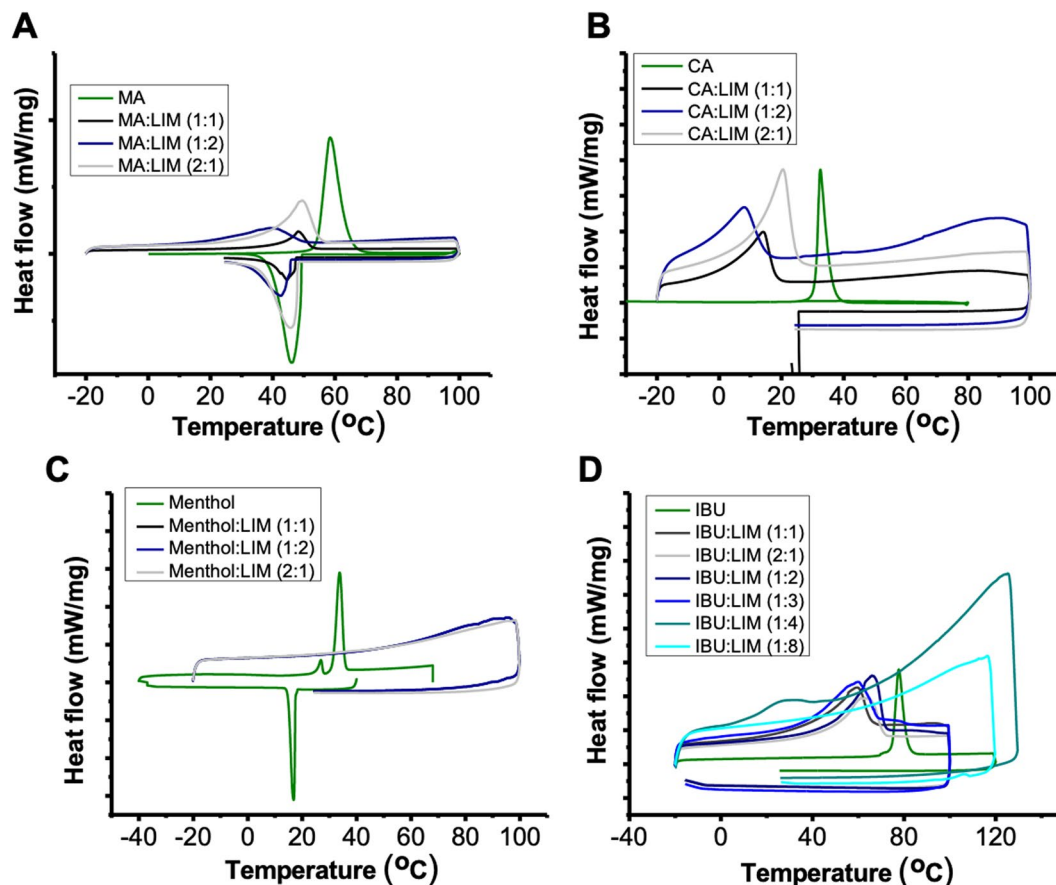 A
Heat flow (mW/mg)
MA
MA:LIM (1:1)
MA:LIM (1:2)
MA:LIM (2:1)
-20 0 20 40 60 80 100
Temperature (ºC)
B
Heat flow (mW/mg)
CA
CA:LIM (1:1)
CA:LIM (1:2)
CA:LIM (2:1)
-20 0 20 40 60 80 100
Temperature (ºC)
C
Heat flow (mW/mg)
Menthol
Menthol:LIM (1:1)
Menthol:LIM (1:2)
Menthol:LIM (2:1)
-40 -20 0 20 40 60 80 100
Temperature (ºC)
D
Heat flow (mW/mg)
IBU
IBU:LIM (1:1)
IBU:LIM (2:1)
IBU:LIM (1:2)
IBU:LIM (1:3)
IBU:LIM (1:4)
IBU:LIM (1:8)
-40 0 40 80 120
Temperature (ºC)